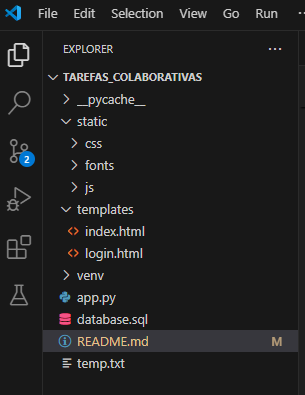 File Edit Selection View Go Run
EXPLORER ...
TAREFAS_COLABORATIVAS
__pycache__
static
css
fonts
js
templates
index.html
login.html
2
venv
app.py
database.sql
README.md M
temp.txt